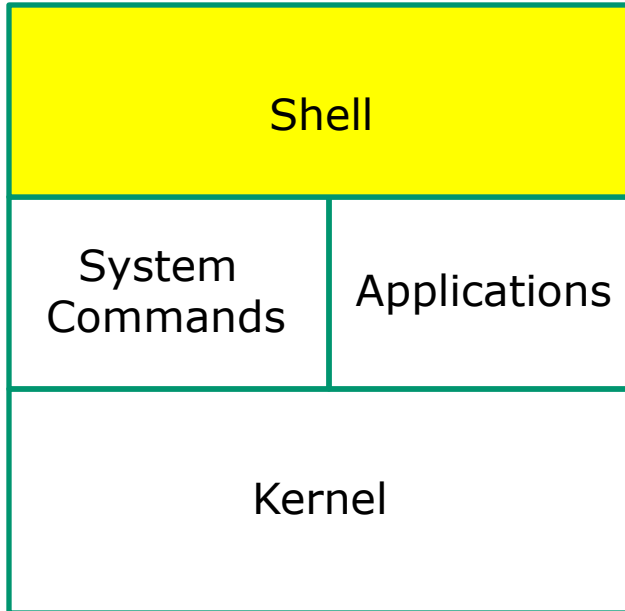 Shell
System
Commands
Applications
Kernel